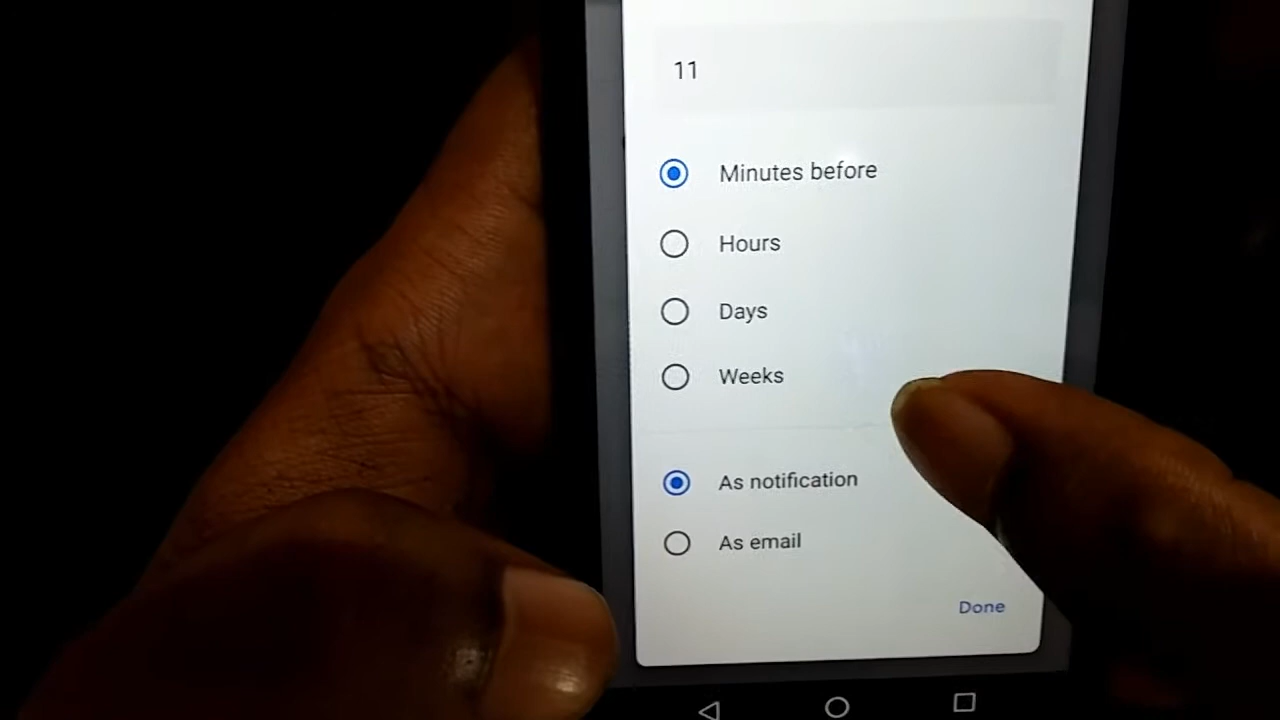 11
Minutes before
Hours
Days
Weeks
As notification
As email
Done